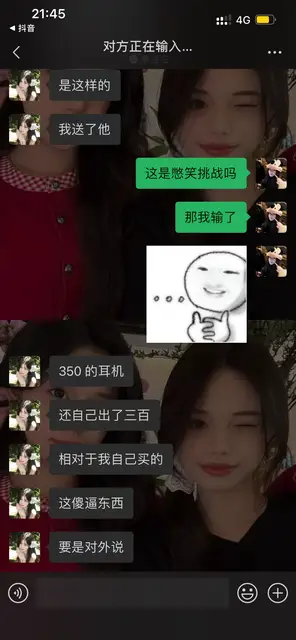 21:45
4G
◀ 抖音
对方正在输入...
是这样的
我送了他
这是憋笑挑战吗
那我输了
350 的耳机
还自己出了三百
相对于我自己买的
这傻逼东西
要是对外说